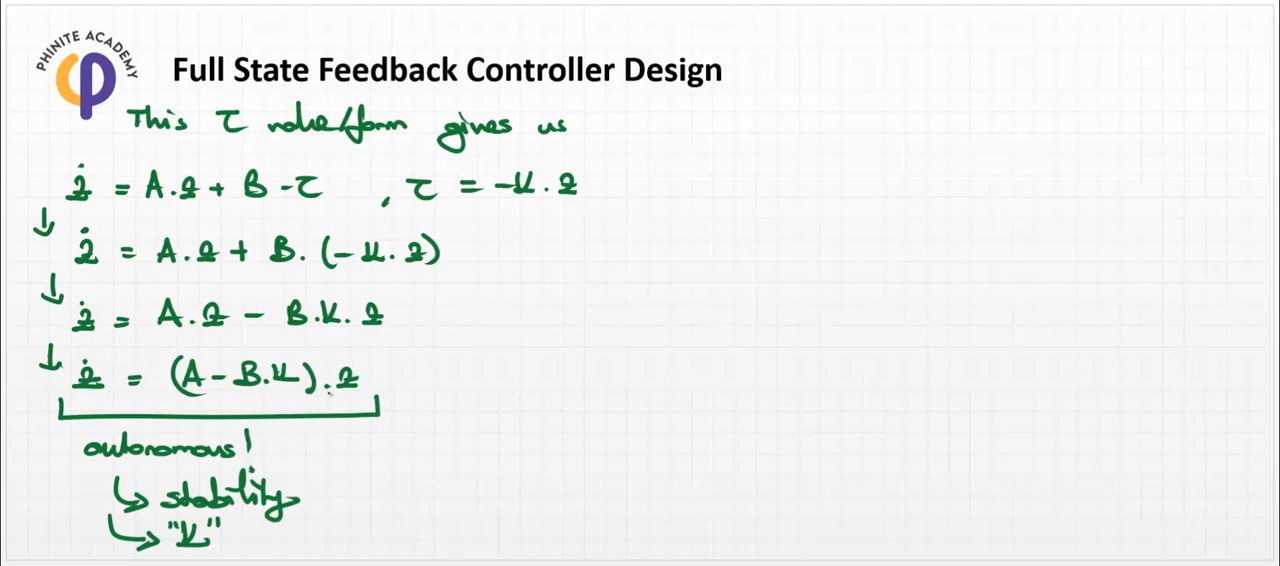 PHINITE ACADEMY
Full State Feedback Controller Design
This τ value/form gives us
ż = A.z + B.τ , τ = -K.z
↓ ż = A.z + B.(-K.z)
↓ ż = A.z - B.K.z
↓ ż = (A-B.K).z
autonomous!
↳ stability
↳ "K"